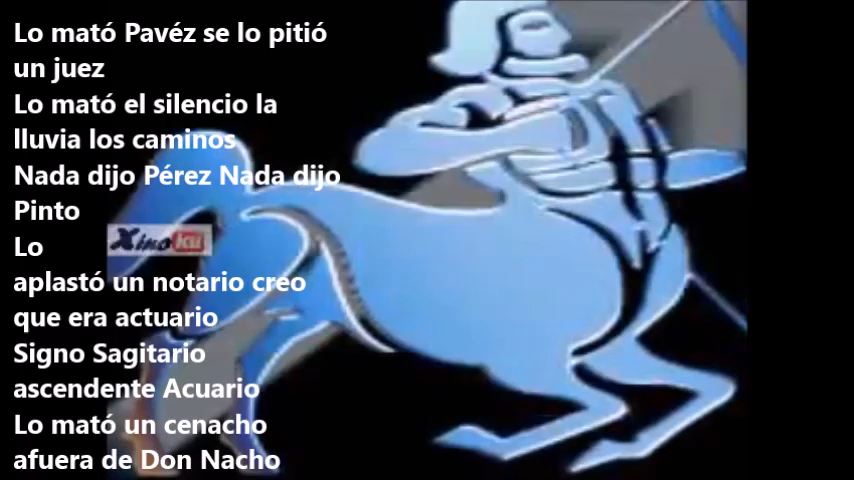 Lo mató Pavéz se lo pitió
un juez
Lo mató el silencio la
lluvia los caminos
Nada dijo Pérez Nada dijo
Pinto
Xinoku
Lo
aplastó un notario creo
que era actuario
Signo Sagitario
ascendente Acuario
Lo mató un cenacho
afuera de Don Nacho